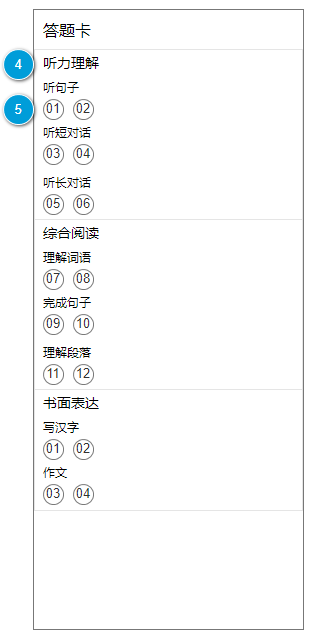 答题卡
4 听力理解
听句子
5 01 02
听短对话
03 04
听长对话
05 06
综合阅读
理解词语
07 08
完成句子
09 10
理解段落
11 12
书面表达
写汉字
01 02
作文
03 04